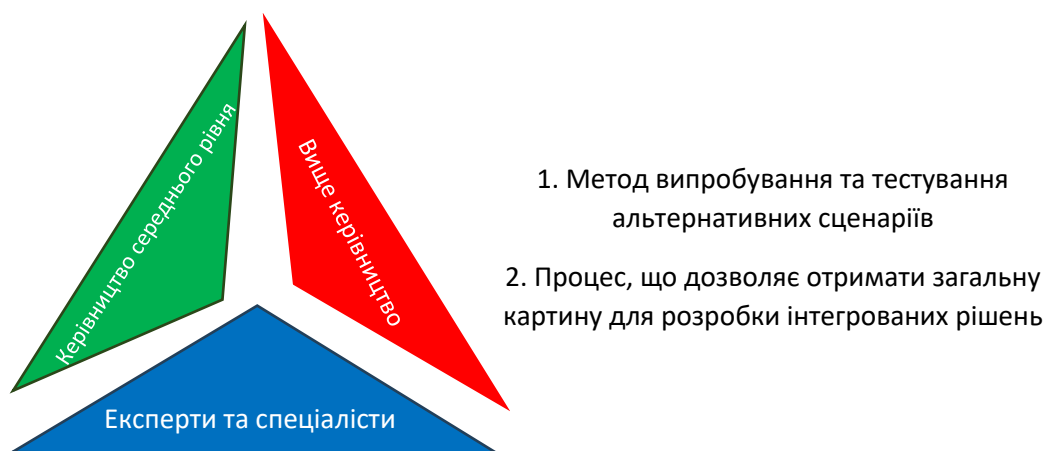 Керівництво середнього рівня
Вище керівництво
Експерти та спеціалісти
1. Метод випробування та тестування
альтернативних сценаріїв
2. Процес, що дозволяє отримати загальну
картину для розробки інтегрованих рішень